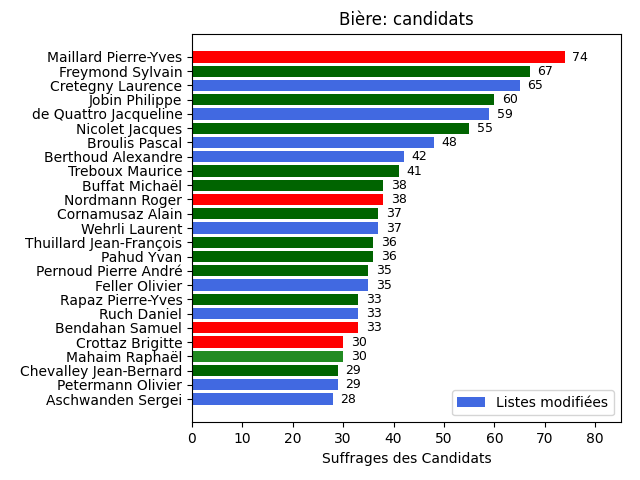 Bière: candidats
Maillard Pierre-Yves 74
Freymond Sylvain 67
Cretegny Laurence 65
Jobin Philippe 60
de Quattro Jacqueline 59
Nicolet Jacques 55
Broulis Pascal 48
Berthoud Alexandre 42
Treboux Maurice 41
Buffat Michaël 38
Nordmann Roger 38
Cornamusaz Alain 37
Wehrli Laurent 37
Thuillard Jean-François 36
Pahud Yvan 36
Pernoud Pierre André 35
Feller Olivier 35
Rapaz Pierre-Yves 33
Ruch Daniel 33
Bendahan Samuel 33
Crottaz Brigitte 30
Mahaim Raphaël 30
Chevalley Jean-Bernard 29
Petermann Olivier 29
Aschwanden Sergei 28
Listes modifiées
0 10 20 30 40 50 60 70 80
Suffrages des Candidats